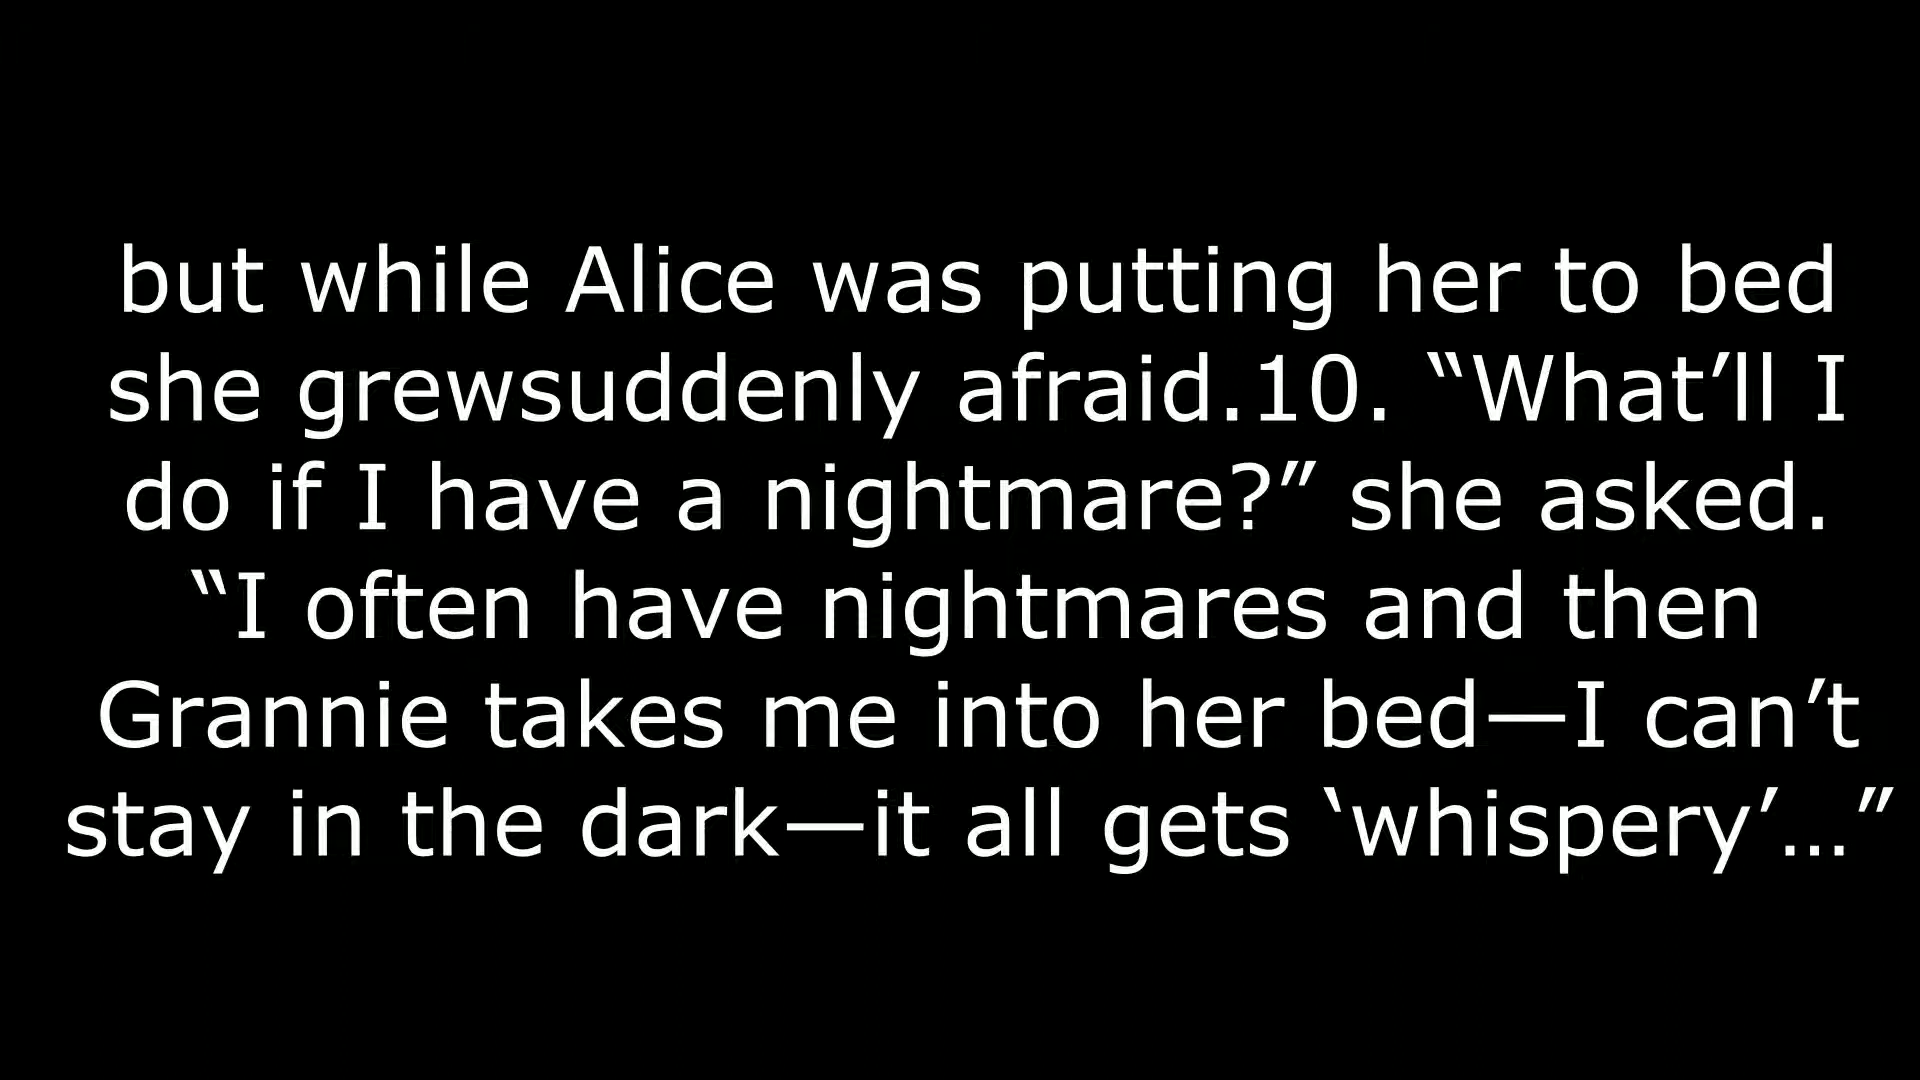 but while Alice was putting her to bed
she grewsuddenly afraid.10. “What’ll I
do if I have a nightmare?” she asked.
“I often have nightmares and then
Grannie takes me into her bed—I can’t
stay in the dark—it all gets ‘whispery’…”